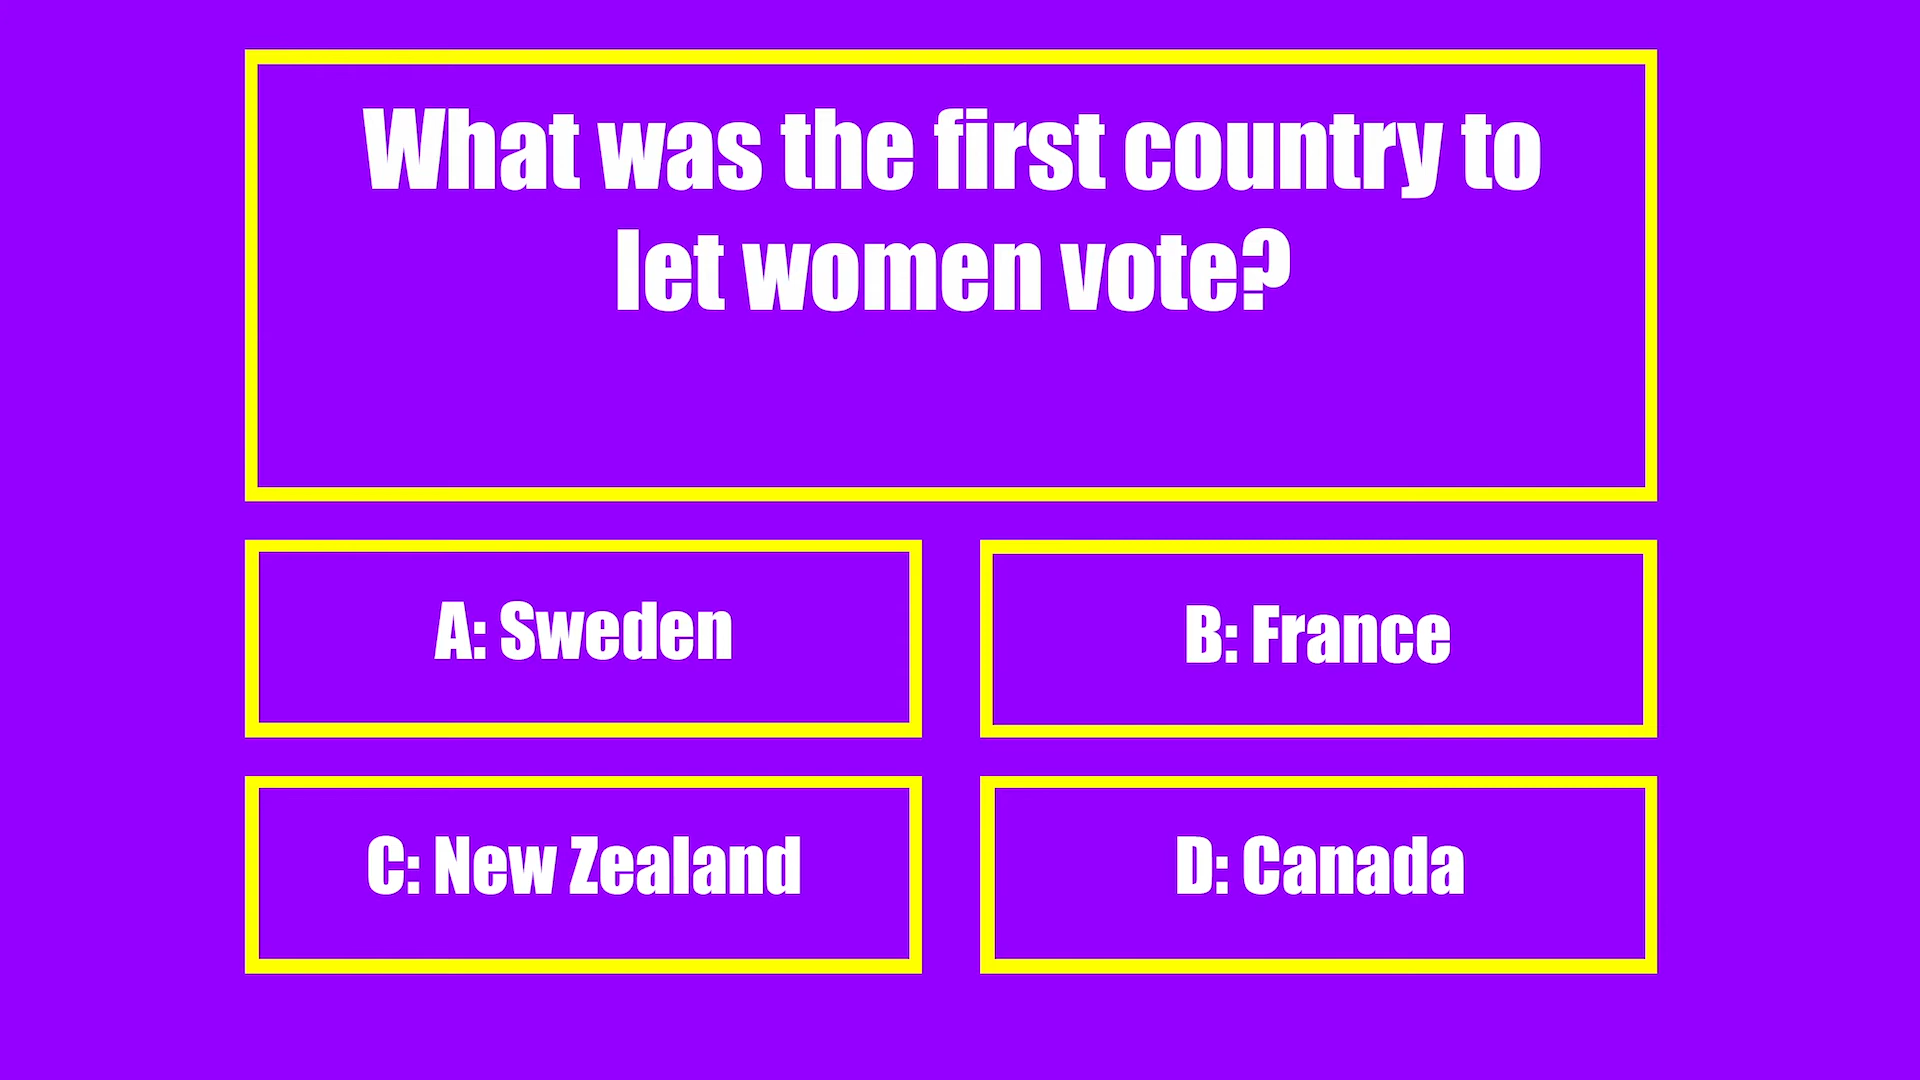 What was the first country to
let women vote?
A: Sweden
B: France
C: New Zealand
D: Canada